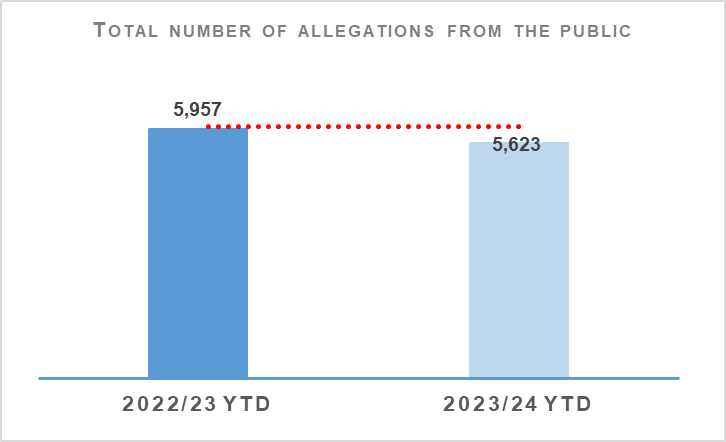 TOTAL NUMBER OF ALLEGATIONS FROM THE PUBLIC
5,957
5,623
2022/23 YTD
2023/24 YTD